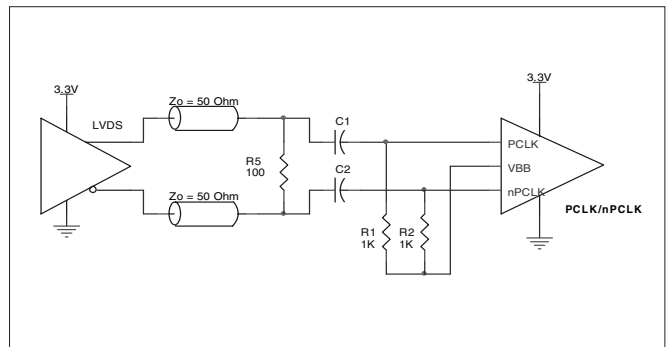 3.3V
LVDS
Zo = 50 Ohm
Zo = 50 Ohm
R5
100
C1
C2
R1
1K
R2
1K
3.3V
PCLK
VBB
nPCLK
PCLK/nPCLK